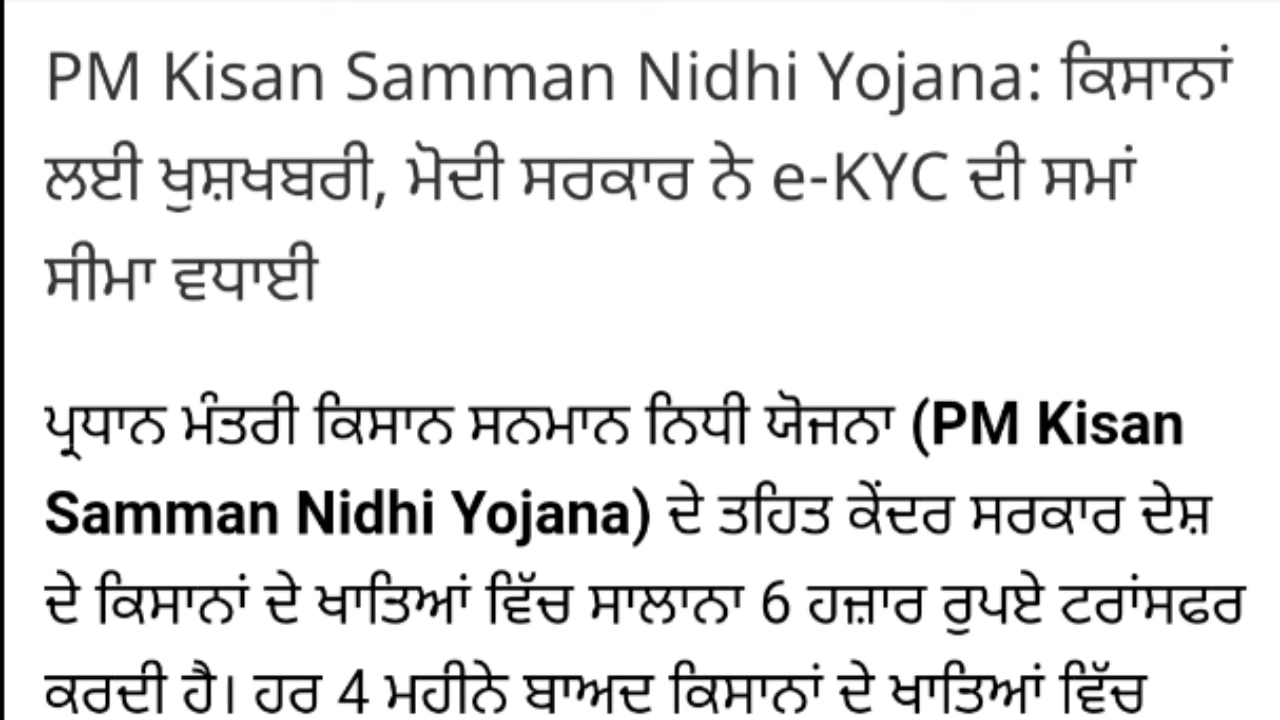 PM Kisan Samman Nidhi Yojana: ਕਿਸਾਨਾਂ
ਲਈ ਖੁਸ਼ਖਬਰੀ, ਮੋਦੀ ਸਰਕਾਰ ਨੇ e-KYC ਦੀ ਸਮਾਂ
ਸੀਮਾ ਵਧਾਈ
ਪ੍ਰਧਾਨ ਮੰਤਰੀ ਕਿਸਾਨ ਸਨਮਾਨ ਨਿਧੀ ਯੋਜਨਾ (PM Kisan
Samman Nidhi Yojana) ਦੇ ਤਹਿਤ ਕੇਂਦਰ ਸਰਕਾਰ ਦੇਸ਼
ਦੇ ਕਿਸਾਨਾਂ ਦੇ ਖਾਤਿਆਂ ਵਿੱਚ ਸਾਲਾਨਾ 6 ਹਜ਼ਾਰ ਰੁਪਏ ਟਰਾਂਸਫਰ
ਕਰਦੀ ਹੈ। ਹਰ 4 ਮਹੀਨੇ ਬਾਅਦ ਕਿਸਾਨਾਂ ਦੇ ਖਾਤਿਆਂ ਵਿੱਚ